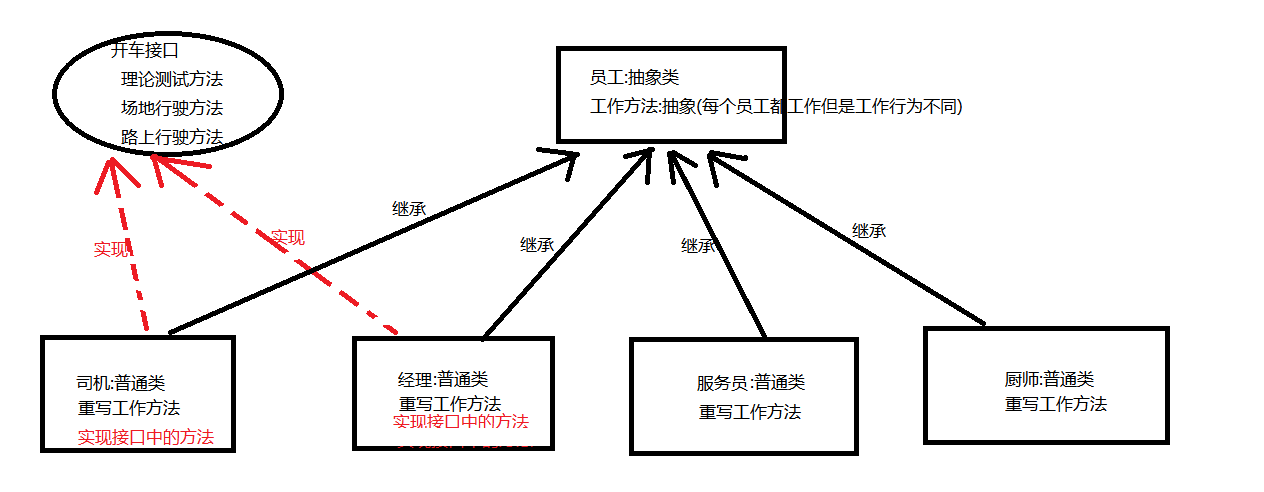 开车接口
理论测试方法
场地行驶方法
路上行驶方法
员工:抽象类
工作方法:抽象(每个员工都工作但是工作行为不同)
继承
实现
实现
继承
继承
继承
司机:普通类
重写工作方法
实现接口中的方法
经理:普通类
重写工作方法
实现接口中的方法
服务员:普通类
重写工作方法
厨师:普通类
重写工作方法